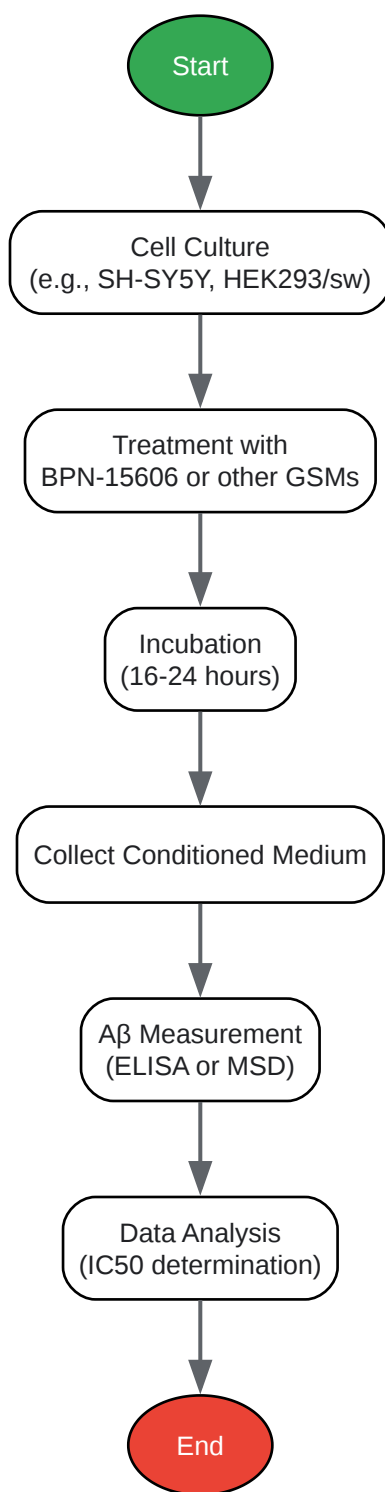 Start
Cell Culture
(e.g., SH-SY5Y, HEK293/sw)
Treatment with
BPN-15606 or other GSMs
Incubation
(16-24 hours)
Collect Conditioned Medium
Aβ Measurement
(ELISA or MSD)
Data Analysis
(IC50 determination)
End